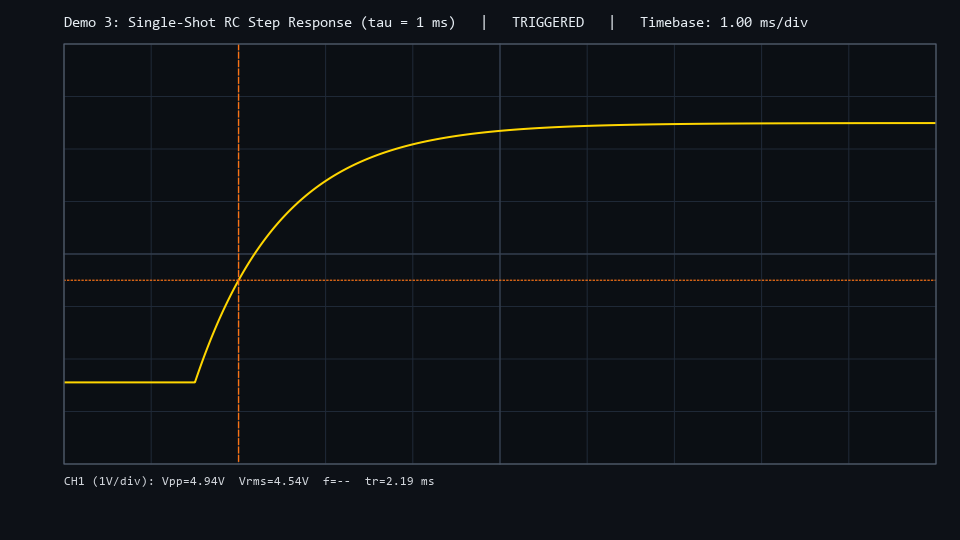 Demo 3: Single-Shot RC Step Response (tau = 1 ms) | TRIGGERED | Timebase: 1.00 ms/div
CH1 (1V/div): Vpp=4.94V Vrms=4.54V f=-- tr=2.19 ms